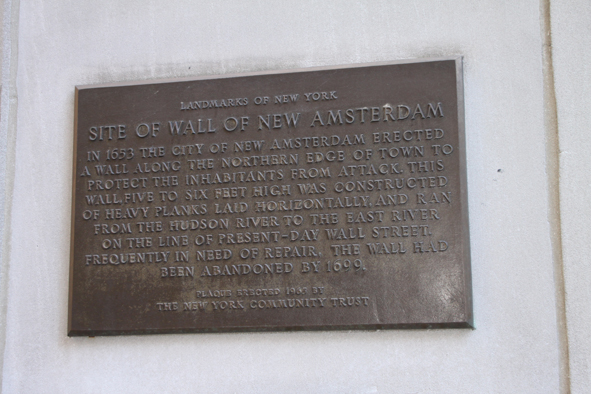 LANDMARKS OF NEW YORK
SITE OF WALL OF NEW AMSTERDAM
IN 1653 THE CITY OF NEW AMSTERDAM ERECTED
A WALL ALONG THE NORTHERN EDGE OF TOWN TO
PROTECT THE INHABITANTS FROM ATTACK. THIS
WALL, FIVE TO SIX FEET HIGH WAS CONSTRUCTED
OF HEAVY PLANKS LAID HORIZONTALLY, AND RAN
FROM THE HUDSON RIVER TO THE EAST RIVER
ON THE LINE OF PRESENT-DAY WALL STREET.
FREQUENTLY IN NEED OF REPAIR, THE WALL HAD
BEEN ABANDONED BY 1699.
PLAQUE ERECTED BY
THE NEW YORK COMMUNITY TRUST